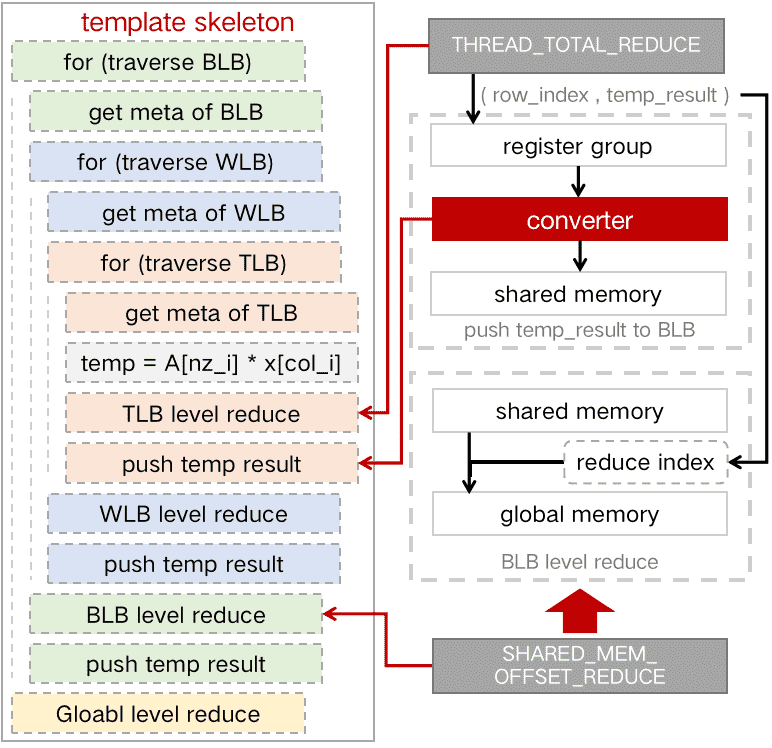 template skeleton
for (traverse BLB)
get meta of BLB
for (traverse WLB)
get meta of WLB
for (traverse TLB)
get meta of TLB
temp = A[nz_i] * x[col_i]
TLB level reduce
push temp result
WLB level reduce
push temp result
BLB level reduce
push temp result
Gloabl level reduce
THREAD_TOTAL_REDUCE
( row_index , temp_result )
register group
converter
shared memory
push temp_result to BLB
shared memory
reduce index
global memory
BLB level reduce
SHARED_MEM_
OFFSET_REDUCE